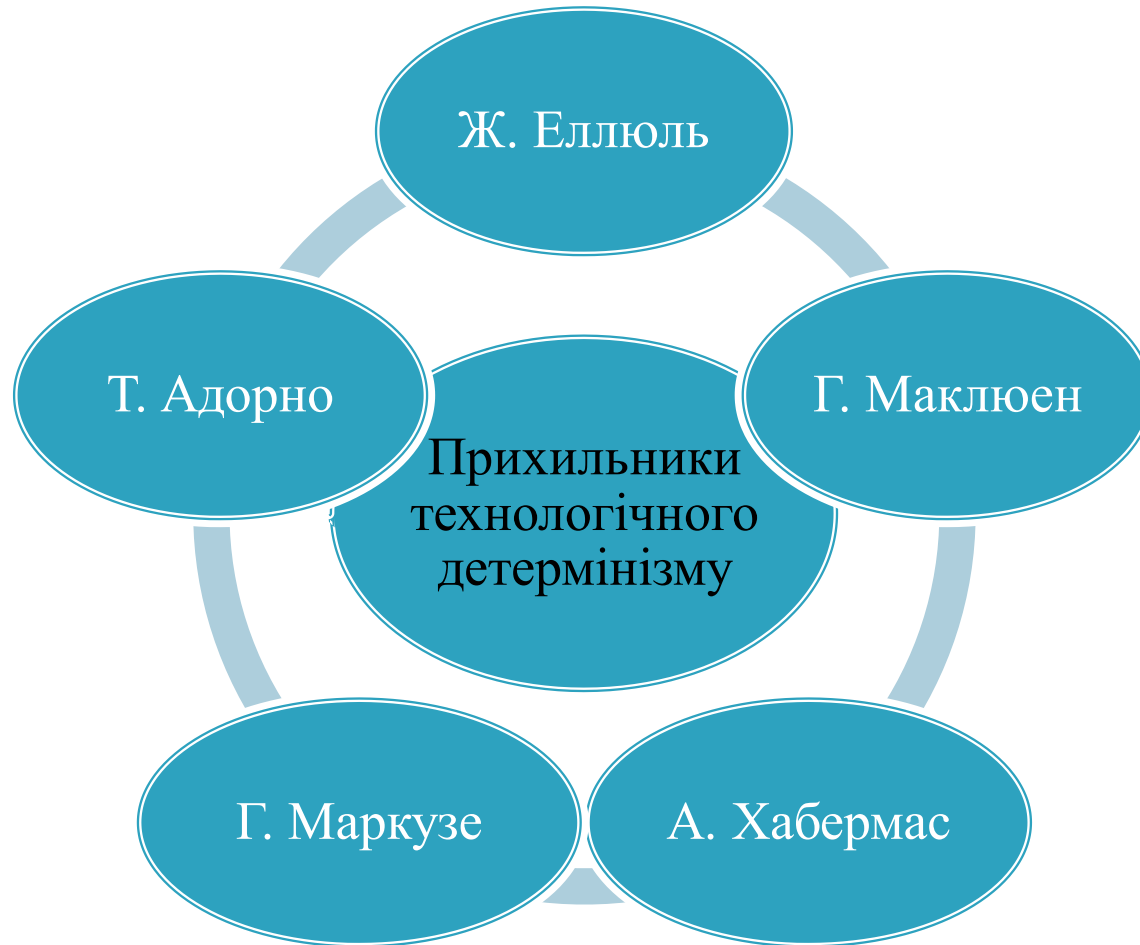 Ж. Еллюль
Т. Адорно
Г. Маклюен
Прихильники
технологічного
детермінізму
Г. Маркузе
А. Хабермас